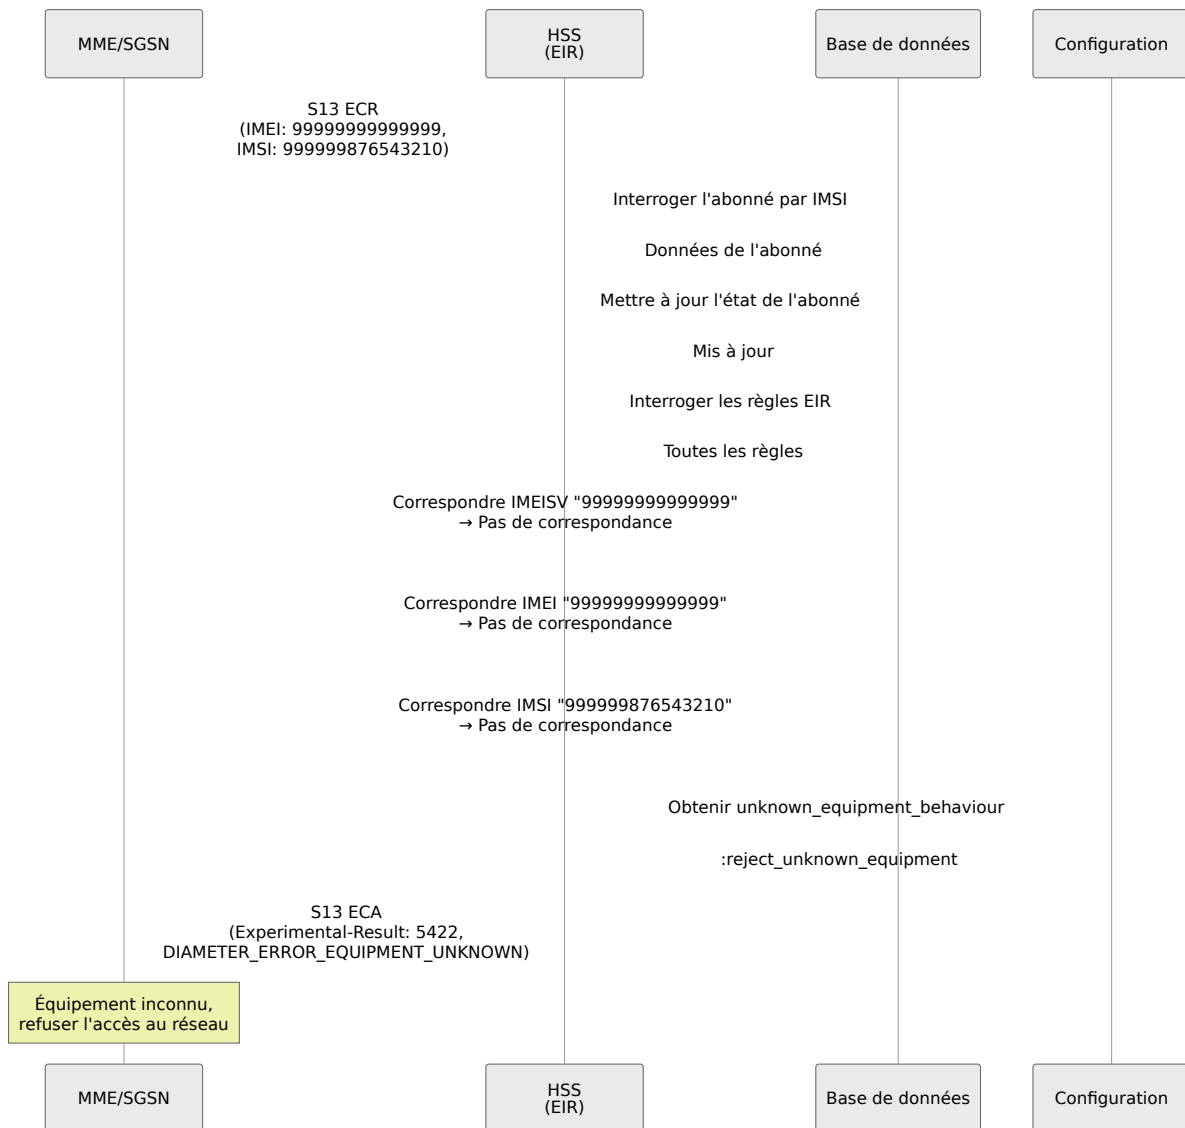 MME/SGSN
HSS
(EIR)
Base de données
Configuration
S13 ECR
(IMEI: 99999999999999,
IMSI: 999999876543210)
Interroger l'abonné par IMSI
Données de l'abonné
Mettre à jour l'état de l'abonné
Mis à jour
Interroger les règles EIR
Toutes les règles
Correspondre IMEISV "99999999999999"
→ Pas de correspondance
Correspondre IMEI "99999999999999"
→ Pas de correspondance
Correspondre IMSI "999999876543210"
→ Pas de correspondance
Obtenir unknown_equipment_behaviour
:reject_unknown_equipment
S13 ECA
(Experimental-Result: 5422,
DIAMETER_ERROR_EQUIPMENT_UNKNOWN)
Équipement inconnu,
refuser l'accès au réseau
MME/SGSN
HSS
(EIR)
Base de données
Configuration